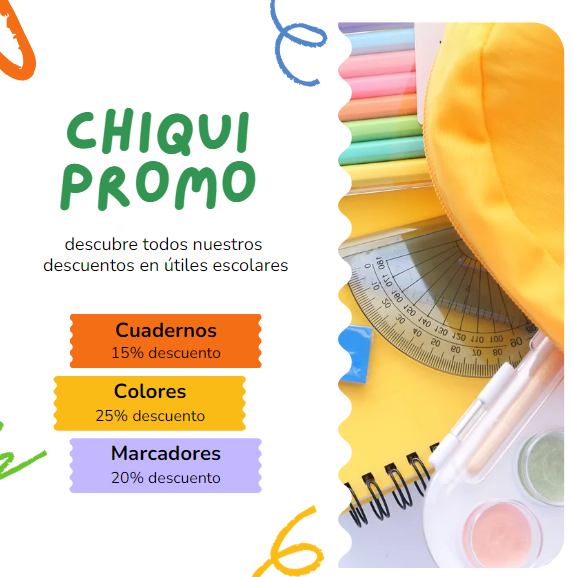 CHIQUI
PROMO
descubre todos nuestros
descuentos en útiles escolares
Cuadernos
15% descuento
Colores
25% descuento
Marcadores
20% descuento